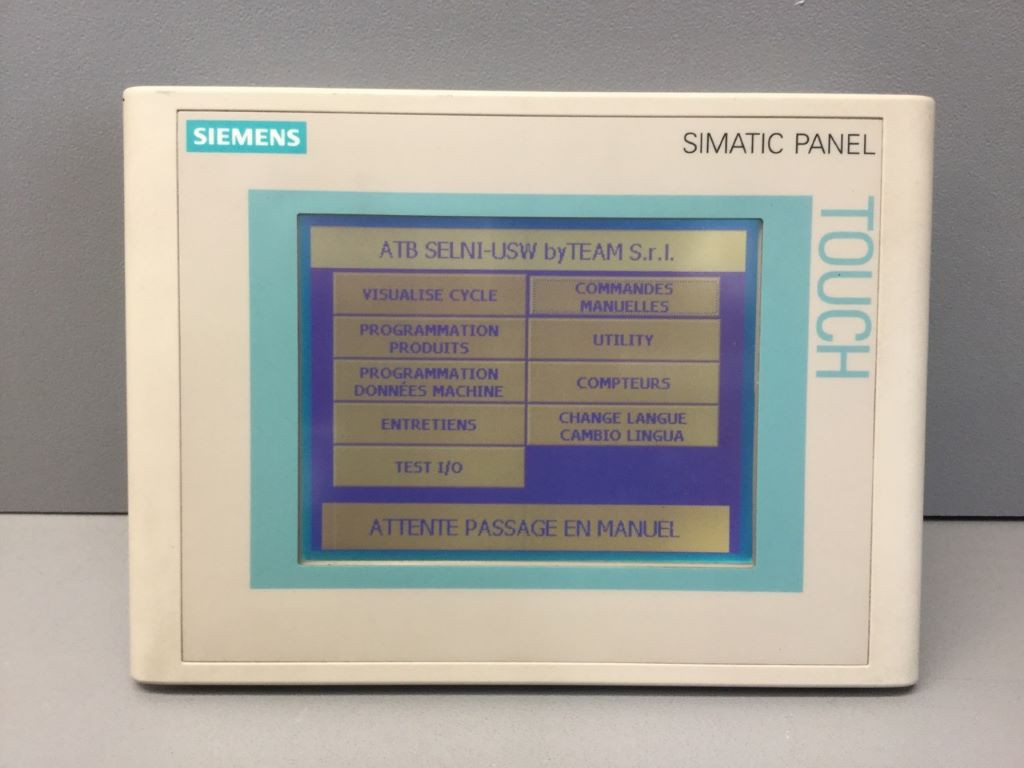 SIEMENS
SIMATIC PANEL
TOUCH
ATB SELNI-USW byTEAM S.r.l.
VISUALISE CYCLE
COMMANDES
MANUELLES
PROGRAMMATION
PRODUITS
UTILITY
PROGRAMMATION
DONNÉES MACHINE
COMPTEURS
ENTRETIENS
CHANGE LANGUE
CAMBIO LINGUA
TEST I/O
ATTENTE PASSAGE EN MANUEL